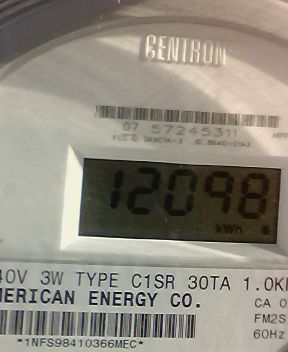 CENTRON
07 57245311
12098
kWh
40V 3W TYPE C1SR 30TA 1.0K
MERICAN ENERGY CO.
CA 0
FM2S
60Hz
*1NFS98410366MEC*